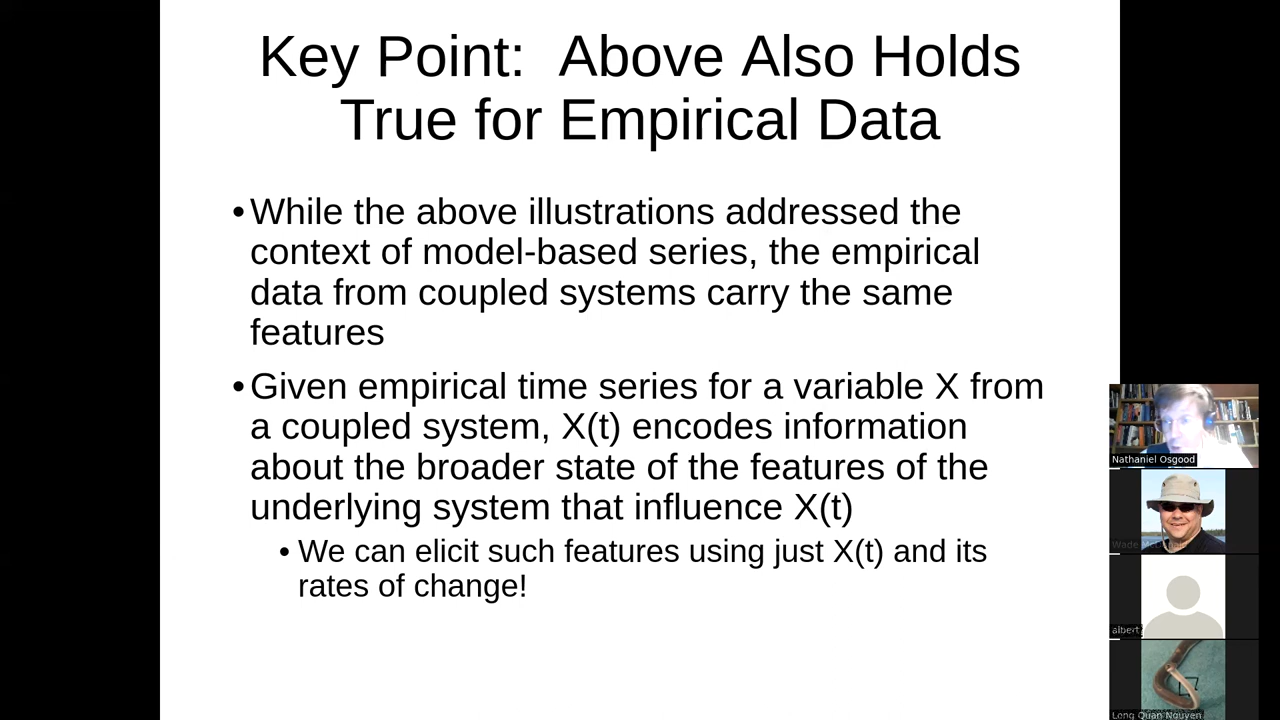 Key Point:  Above Also Holds
True for Empirical Data
•While the above illustrations addressed the
context of model-based series, the empirical
data from coupled systems carry the same
features
•Given empirical time series for a variable X from
a coupled system, X(t) encodes information
about the broader state of the features of the
underlying system that influence X(t)
•We can elicit such features using just X(t) and its
rates of change!
Nathaniel Osgood
Wade
albert
Long Quan Nguyen